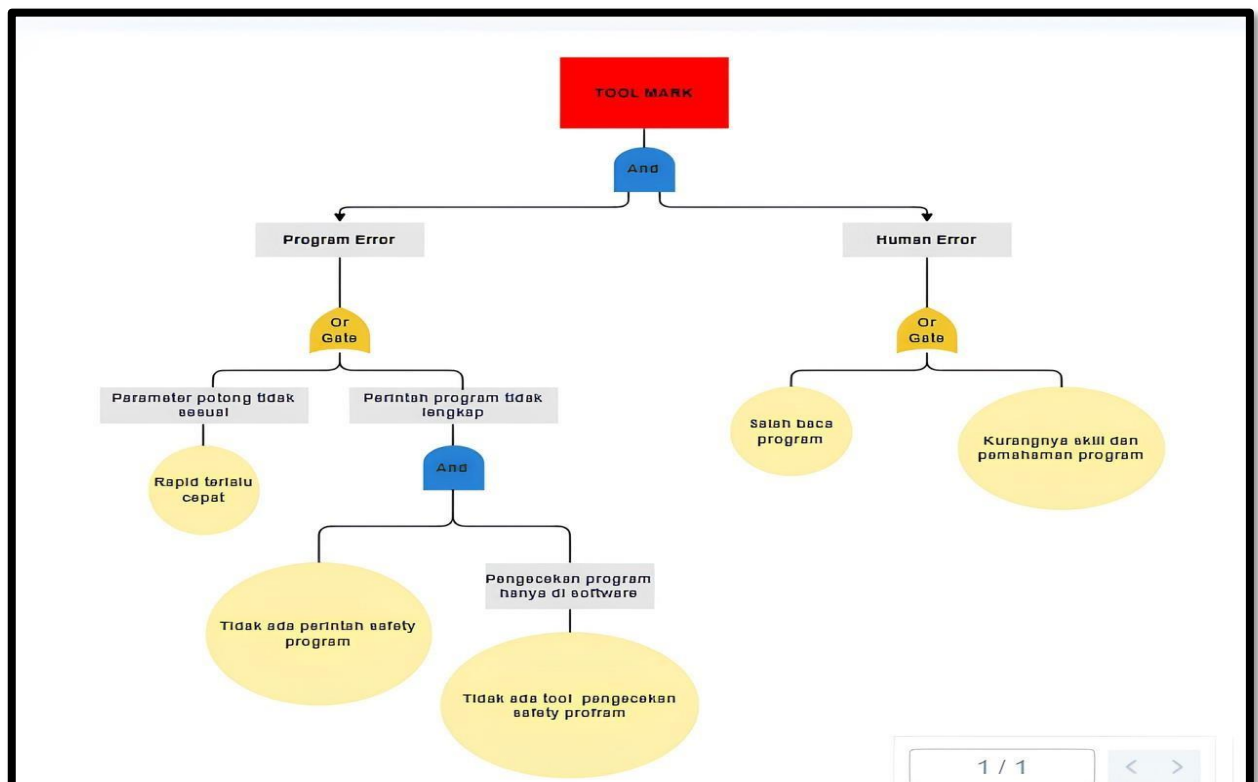 TOOL MARK
And
Program Error
Human Error
Or
Gate
Or
Gate
Parameter potong tidak
sesuai
Perintah program tidak
lengkap
Salah baca
program
Kurangnya skill dan
pemahaman program
Rapid terlalu
cepat
And
Pengecekan program
hanya di software
Tidak ada perintah safety
program
Tidak ada tool pengecekan
safety profram
1 / 1
< >